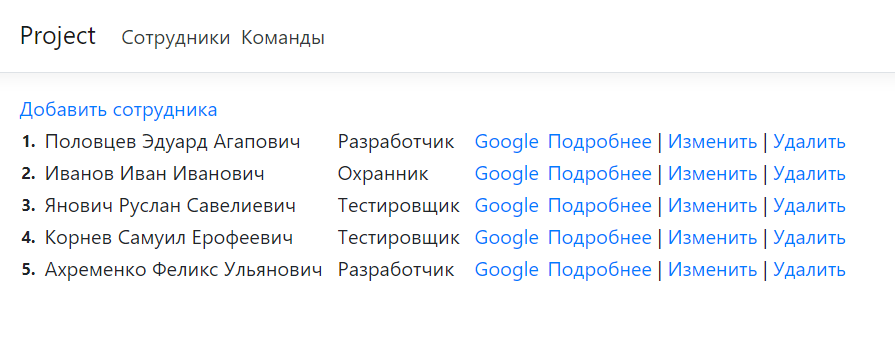 Project Сотрудники Команды
Добавить сотрудника
1. Половцев Эдуард Агапович Разработчик Google Подробнее | Изменить | Удалить
2. Иванов Иван Иванович Охранник Google Подробнее | Изменить | Удалить
3. Янович Руслан Савелиевич Тестировщик Google Подробнее | Изменить | Удалить
4. Корнев Самуил Ерофеевич Тестировщик Google Подробнее | Изменить | Удалить
5. Ахременко Феликс Ульянович Разработчик Google Подробнее | Изменить | Удалить